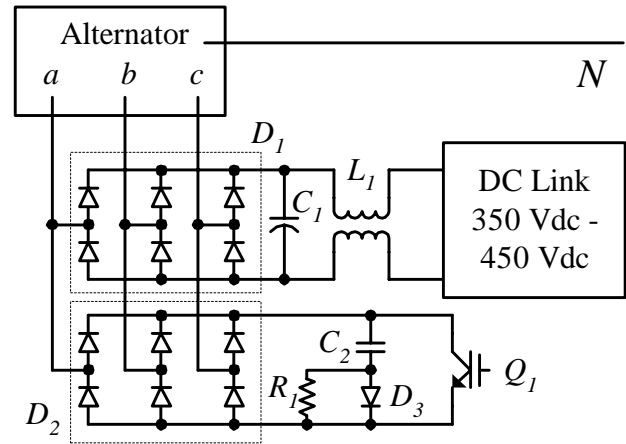 Alternator
a b c
N
D1
C1
L1
DC Link
350 Vdc -
450 Vdc
C2
R1
D3
Q1
D2